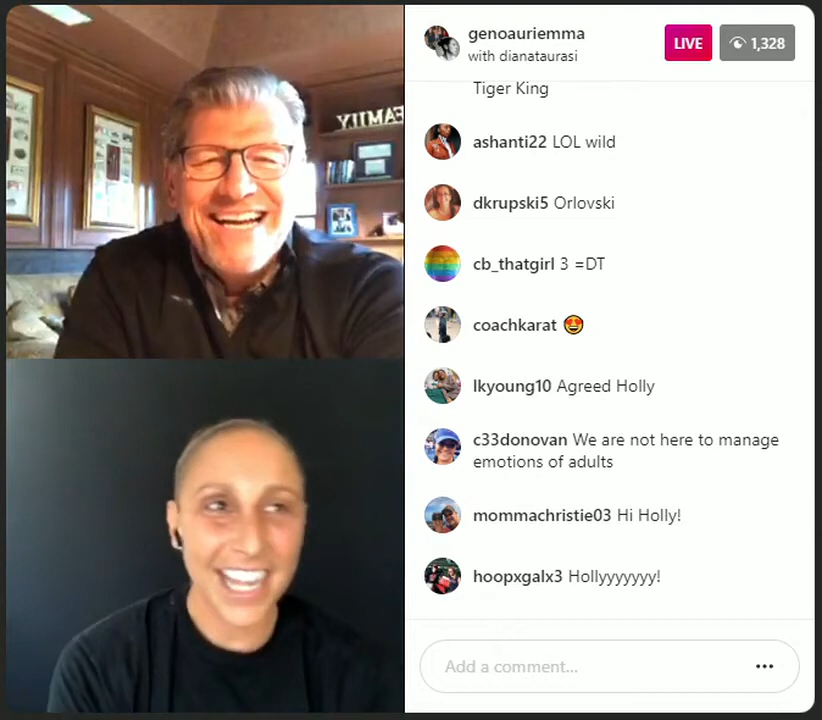 FAMILY
genoauriemma
with dianataurasi
LIVE
1,328
Tiger King
ashanti22 LOL wild
dkrupski5 Orlovski
cb_thatgirl 3 =DT
coachkarat 😍
lkyoung10 Agreed Holly
c33donovan We are not here to manage
emotions of adults
mommachristie03 Hi Holly!
hoopxgalx3 Hollyyyyyyy!
Add a comment...